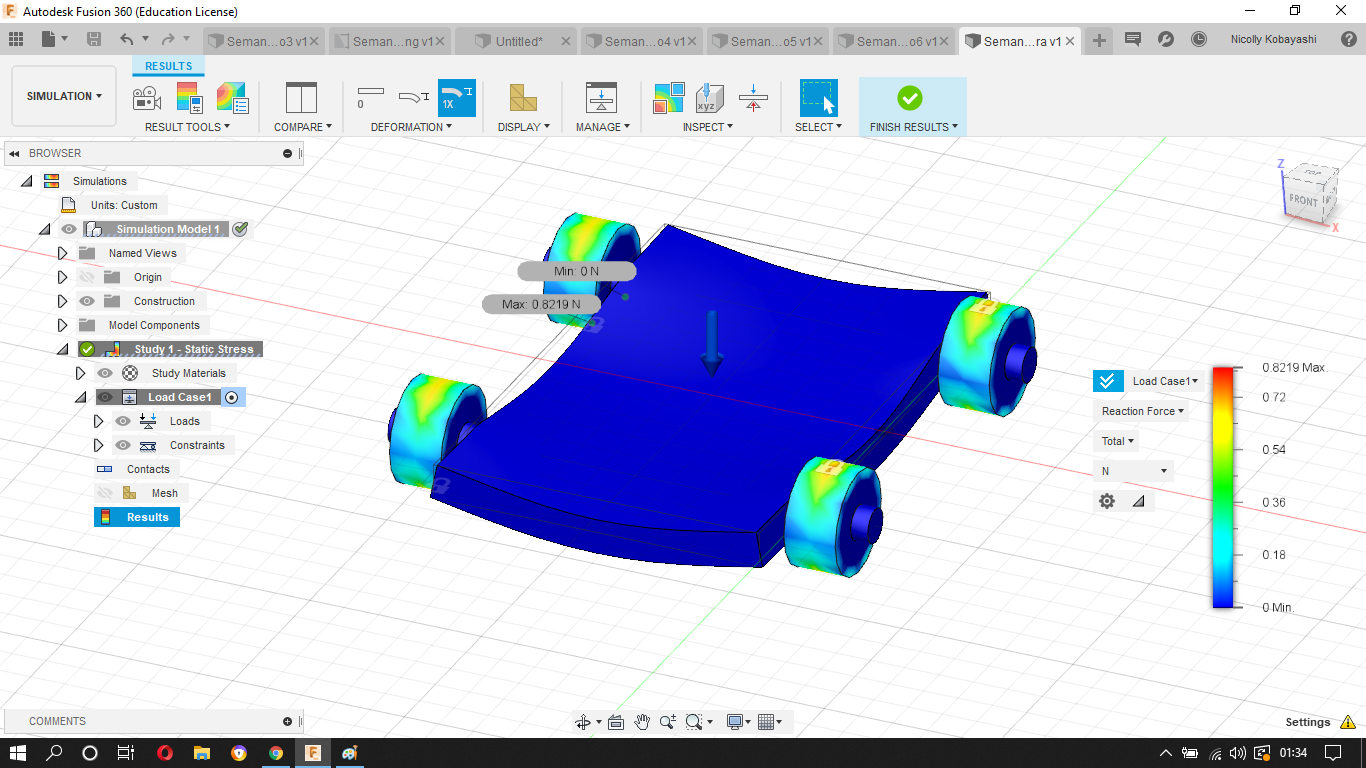 Autodesk Fusion 360 (Education License)
Seman...o3 v1
Seman...ng v1
Untitled*
Seman...o4 v1
Seman...o5 v1
Seman...o6 v1
Seman...ra v1
Nicolly Kobayashi
SIMULATION
RESULTS
0
1X
xyz
RESULT TOOLS
COMPARE
DEFORMATION
DISPLAY
MANAGE
INSPECT
SELECT
FINISH RESULTS
BROWSER
Simulations
Units: Custom
Simulation Model 1
Named Views
Origin
Construction
Model Components
Study 1 - Static Stress
Study Materials
Load Case1
Loads
Constraints
Contacts
Mesh
Results
Min: 0 N
Max: 0.8219 N
Z
TOP
FRONT
X
Load Case1
Reaction Force
Total
N
0.8219 Max.
0.72
0.54
0.36
0.18
0 Min.
COMMENTS
Settings
01:34